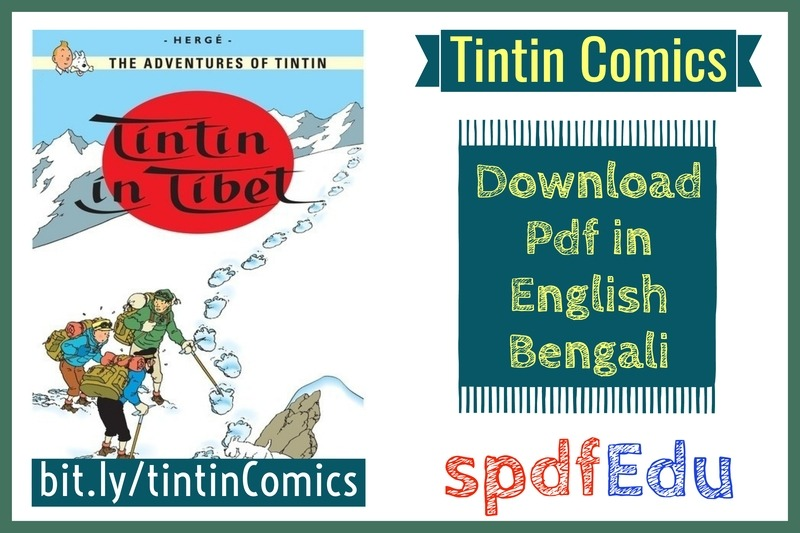 - HERGÉ -
THE ADVENTURES OF TINTIN
Tintin
in Tibet
bit.ly/tintinComics
Tintin Comics
Download
Pdf in
English
Bengali
spdfEdu